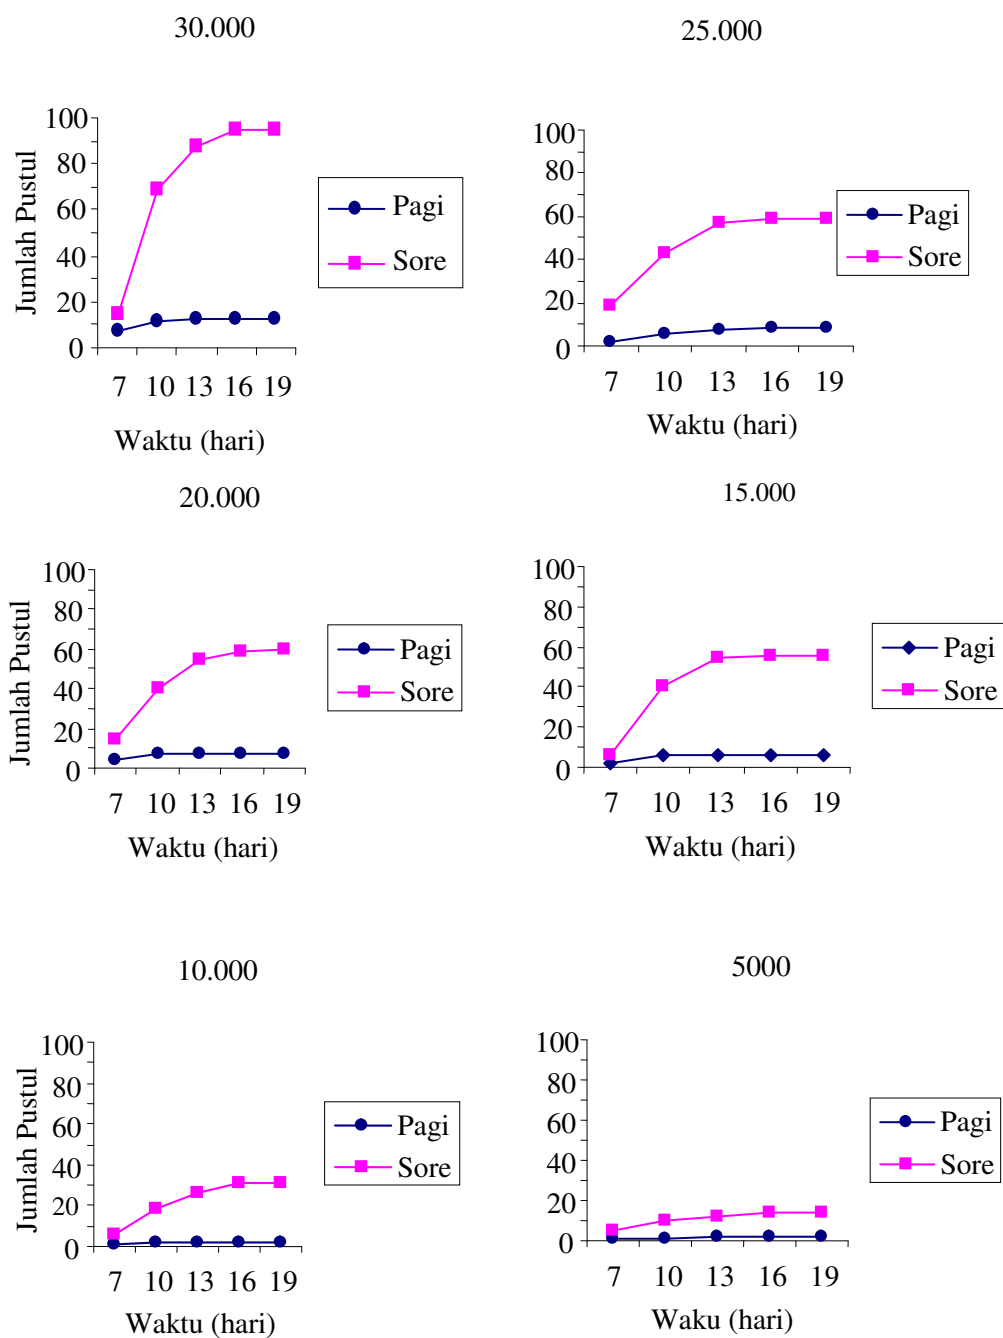 30.000
100
80
60
40
20
0
Jumlah Pustul
7 10 13 16 19
Waktu (hari)
Pagi
Sore
25.000
100
80
60
40
20
0
7 10 13 16 19
Waktu (hari)
Pagi
Sore
20.000
100
80
60
40
20
0
Jumlah Pustul
7 10 13 16 19
Waktu (hari)
Pagi
Sore
15.000
100
80
60
40
20
0
7 10 13 16 19
Waktu (hari)
Pagi
Sore
10.000
100
80
60
40
20
0
Jumlah Pustul
7 10 13 16 19
Waktu (hari)
Pagi
Sore
5000
100
80
60
40
20
0
7 10 13 16 19
Waku (hari)
Pagi
Sore